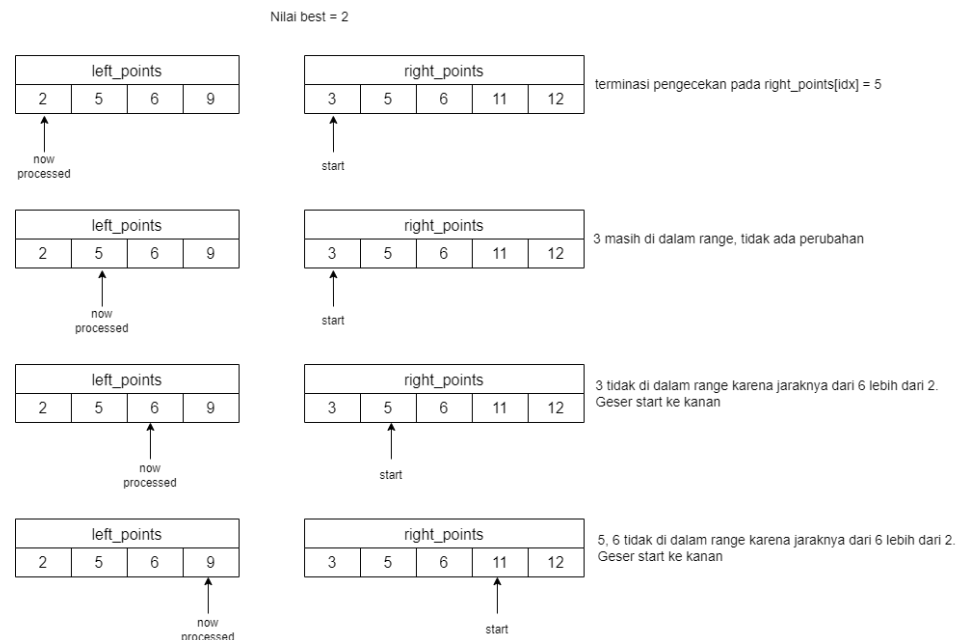 Nilai best = 2
left_points
right_points
2 5 6 9
3 5 6 11 12
terminasi pengecekan pada right_points[idx] = 5
now
processed
start
left_points
right_points
2 5 6 9
3 5 6 11 12
3 masih di dalam range, tidak ada perubahan
now
processed
start
left_points
right_points
2 5 6 9
3 5 6 11 12
3 tidak di dalam range karena jaraknya dari 6 lebih dari 2.
Geser start ke kanan
now
processed
start
left_points
right_points
2 5 6 9
3 5 6 11 12
5, 6 tidak di dalam range karena jaraknya dari 6 lebih dari 2.
Geser start ke kanan
now
processed
start